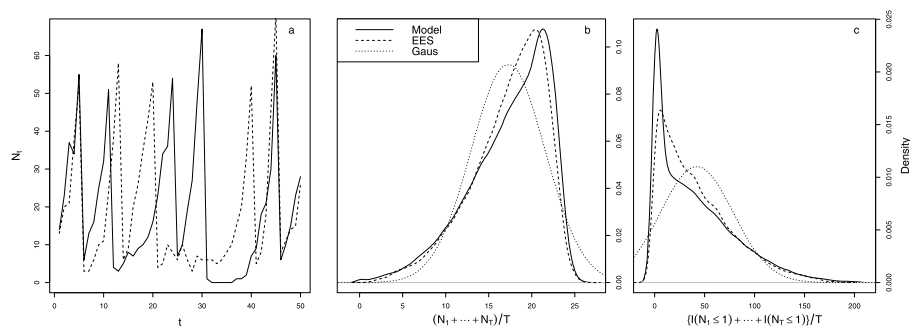 a
N_t
0 10 20 30 40 50 60
0 10 20 30 40 50
t
Model
EES
Gaus
b
0.00 0.02 0.04 0.06 0.08 0.10
0 5 10 15 20 25
(N_1 + ··· + N_T)/T
c
0.000 0.005 0.010 0.015 0.020 0.025
Density
0 50 100 150 200
{I(N_1 ≤ 1) + ··· + I(N_T ≤ 1)}/T